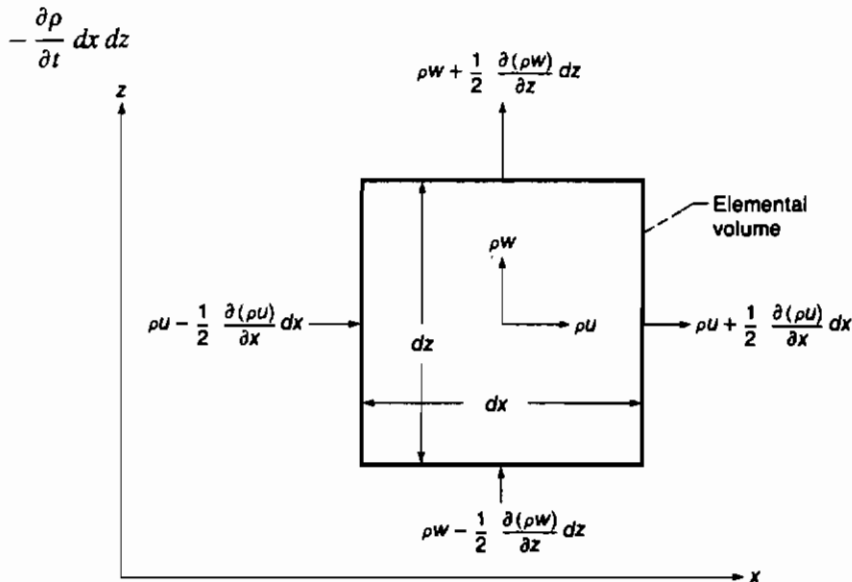 − ∂ρ/∂t dx dz
z
ρw + 1/2 ∂(ρw)/∂z dz
Elemental
volume
ρw
ρu − 1/2 ∂(ρu)/∂x dx
ρu
ρu + 1/2 ∂(ρu)/∂x dx
dz
dx
ρw − 1/2 ∂(ρw)/∂z dz
x